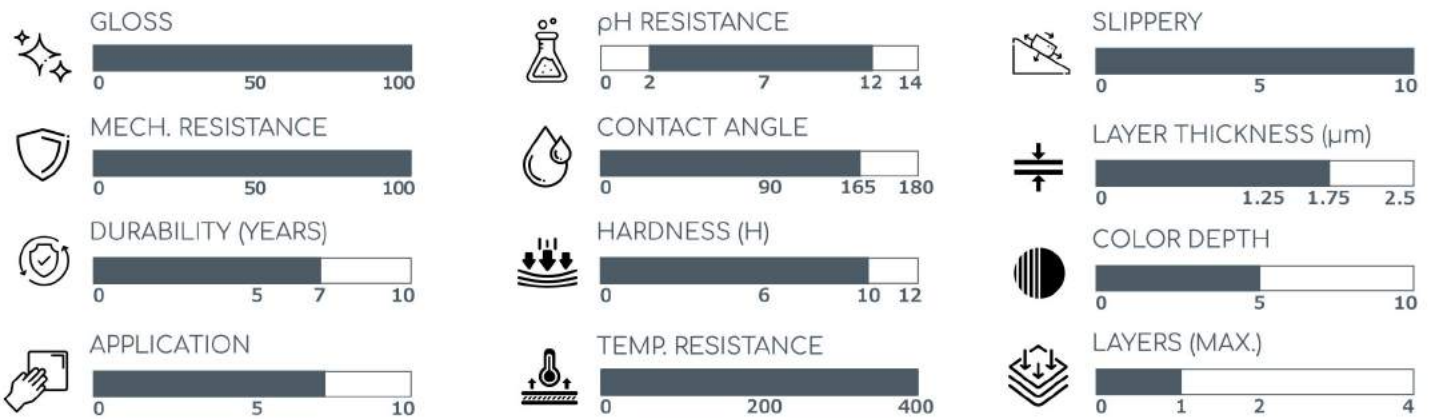 GLOSS
0 50 100
MECH. RESISTANCE
0 50 100
DURABILITY (YEARS)
0 5 7 10
APPLICATION
0 5 10
pH RESISTANCE
0 2 7 12 14
CONTACT ANGLE
0 90 165 180
HARDNESS (H)
0 6 10 12
TEMP. RESISTANCE
0 200 400
SLIPPERY
0 5 10
LAYER THICKNESS (µm)
0 1.25 1.75 2.5
COLOR DEPTH
0 5 10
LAYERS (MAX.)
0 1 2 4